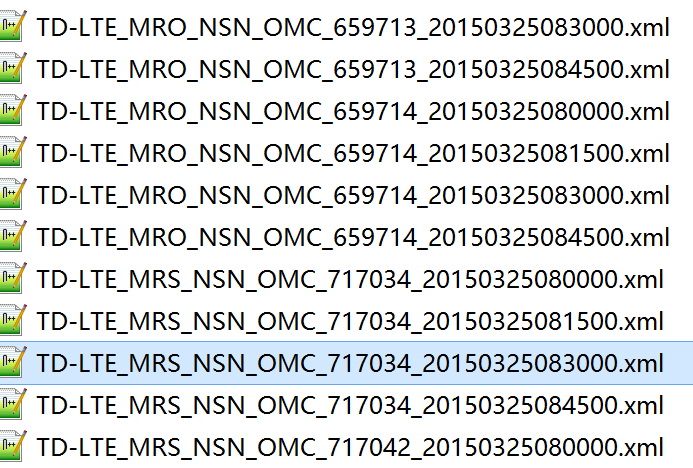 TD-LTE_MRO_NSN_OMC_659713_20150325083000.xml
TD-LTE_MRO_NSN_OMC_659713_20150325084500.xml
TD-LTE_MRO_NSN_OMC_659714_20150325080000.xml
TD-LTE_MRO_NSN_OMC_659714_20150325081500.xml
TD-LTE_MRO_NSN_OMC_659714_20150325083000.xml
TD-LTE_MRO_NSN_OMC_659714_20150325084500.xml
TD-LTE_MRS_NSN_OMC_717034_20150325080000.xml
TD-LTE_MRS_NSN_OMC_717034_20150325081500.xml
TD-LTE_MRS_NSN_OMC_717034_20150325083000.xml
TD-LTE_MRS_NSN_OMC_717034_20150325084500.xml
TD-LTE_MRS_NSN_OMC_717042_20150325080000.xml